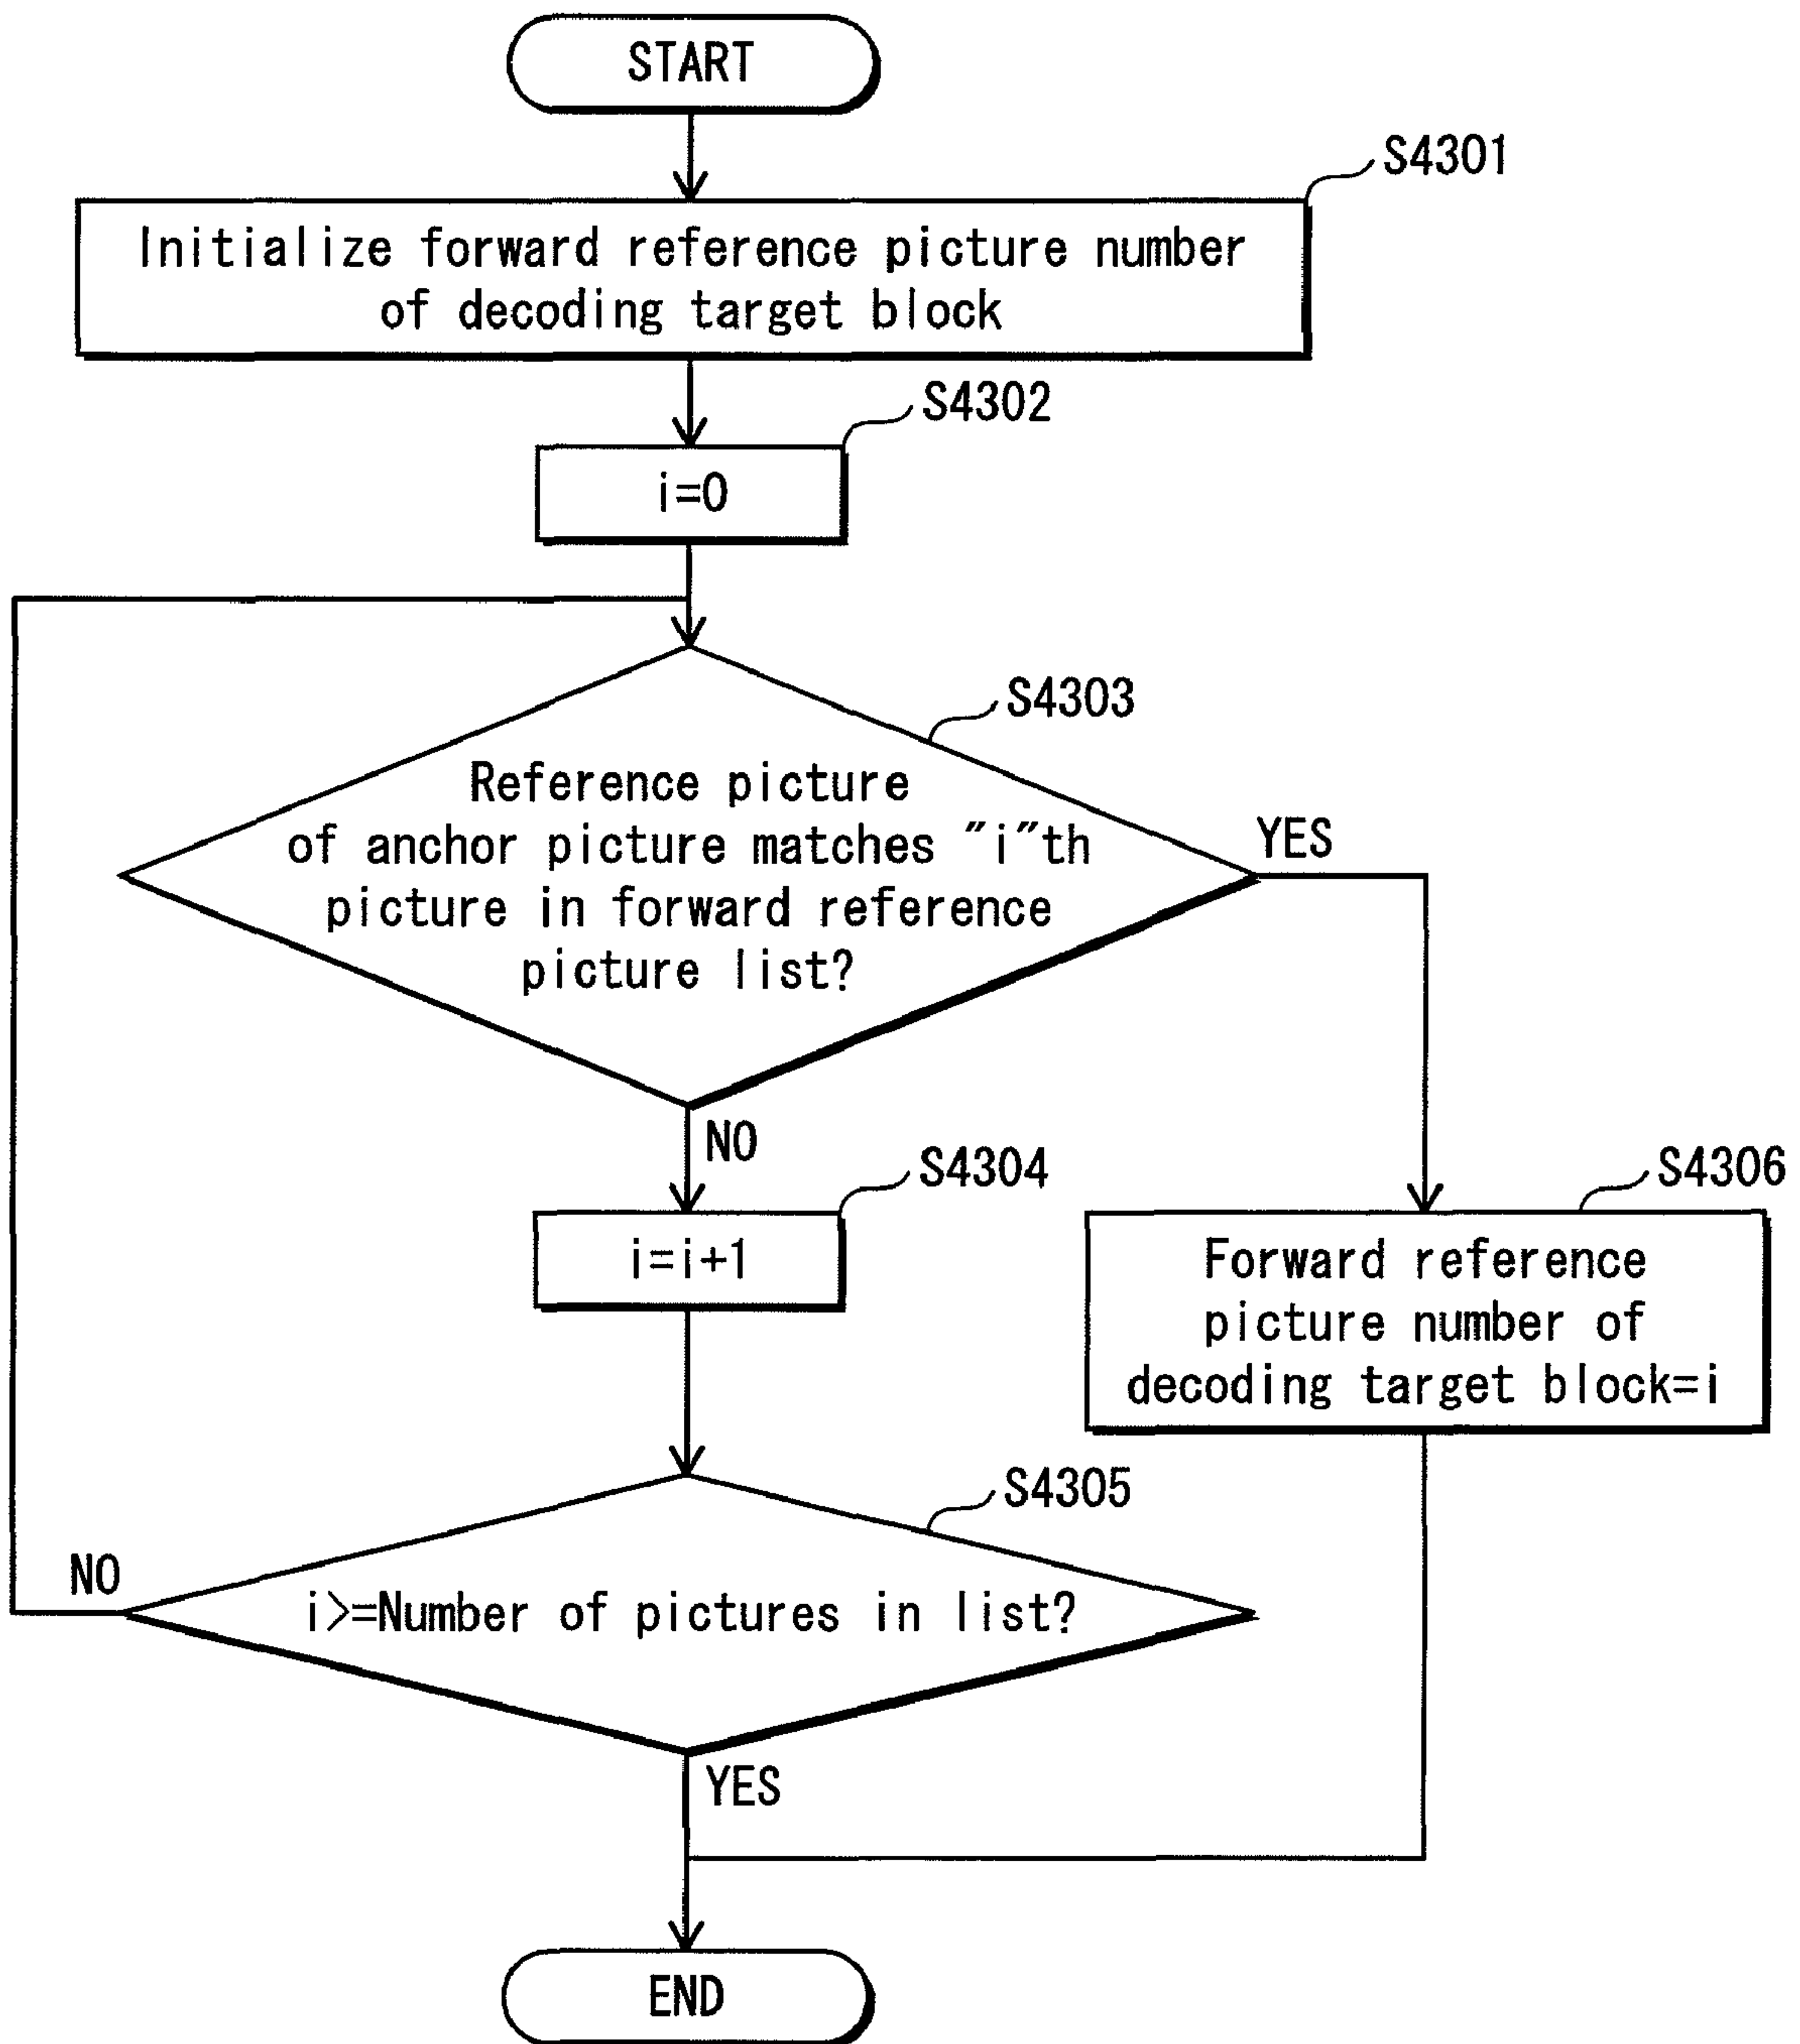 START
S4301
Initialize forward reference picture number
of decoding target block
S4302
i=0
S4303
Reference picture
of anchor picture matches "i"th
picture in forward reference
picture list?
YES
NO
S4304
i=i+1
S4306
Forward reference
picture number of
decoding target block=i
S4305
NO
i>=Number of pictures in list?
YES
END